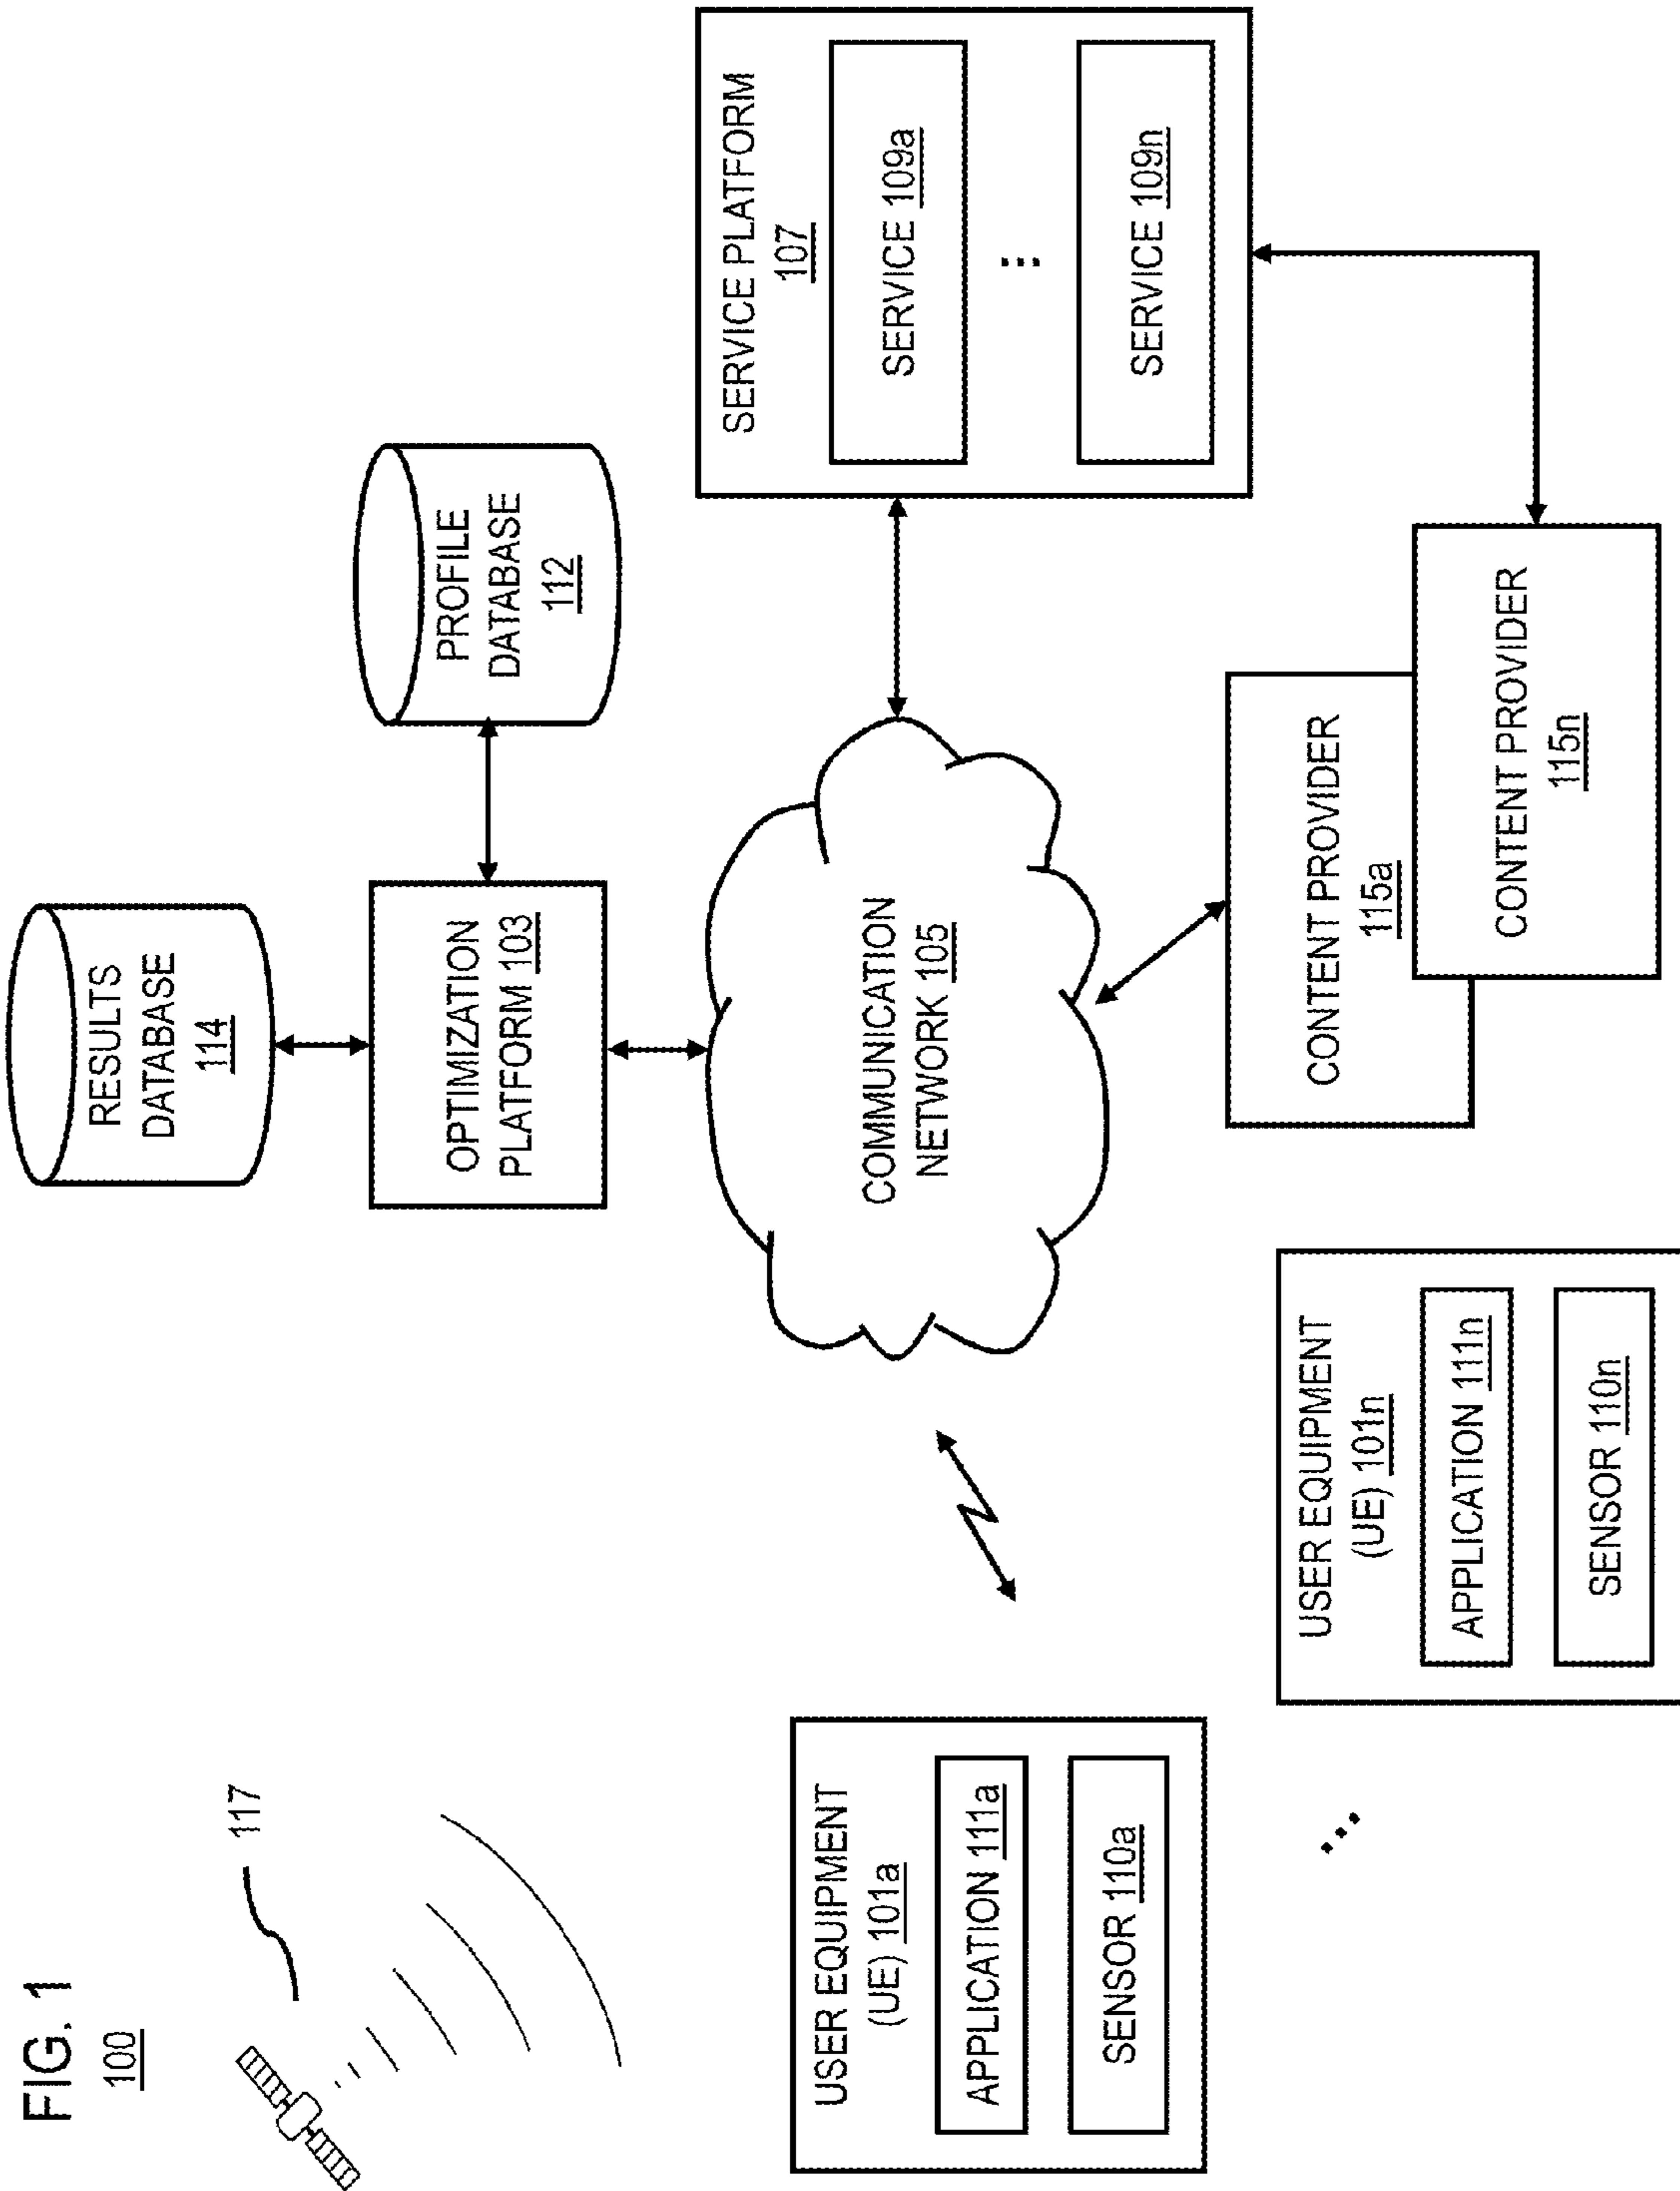 FIG. 1
100
117
RESULTS
DATABASE
114
OPTIMIZATION
PLATFORM 103
PROFILE
DATABASE
112
COMMUNICATION
NETWORK 105
SERVICE PLATFORM
107
SERVICE 109a
...
SERVICE 109n
USER EQUIPMENT
(UE) 101a
APPLICATION 111a
SENSOR 110a
...
USER EQUIPMENT
(UE) 101n
APPLICATION 111n
SENSOR 110n
CONTENT PROVIDER
115a
CONTENT PROVIDER
115n